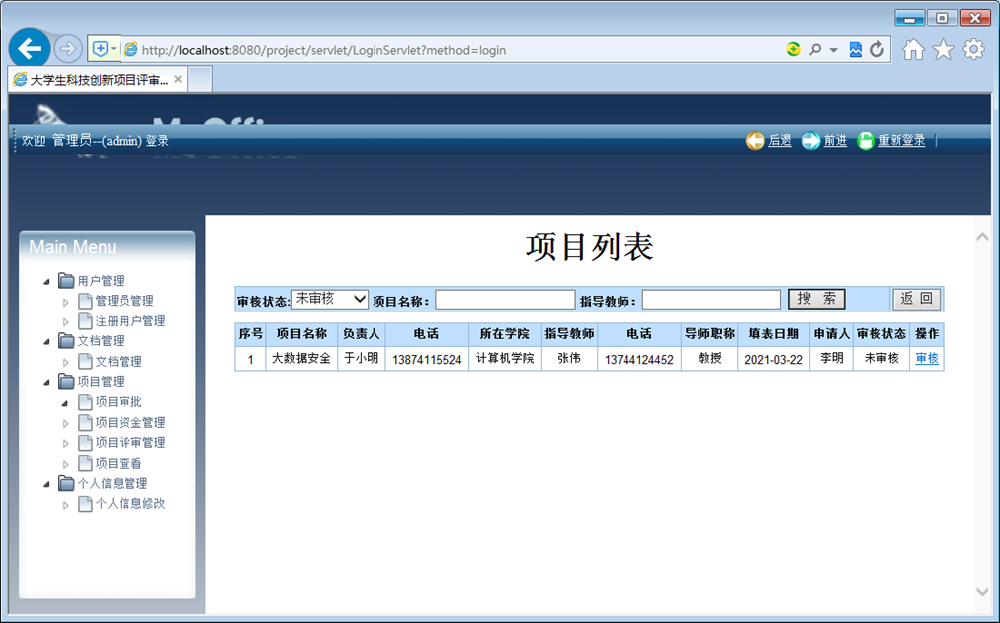 http://localhost:8080/project/servlet/LoginServlet?method=login
大学生科技创新项目评审...
欢迎 管理员--(admin) 登录
后退 前进 重新登录
Main Menu
用户管理
管理员管理
注册用户管理
文档管理
文档管理
项目管理
项目审批
项目资金管理
项目评审管理
项目查看
个人信息管理
个人信息修改
项目列表
审核状态: 未审核 项目名称: 指导教师: 搜 索 返 回
序号 项目名称 负责人 电话 所在学院 指导教师 电话 导师职称 填表日期 申请人 审核状态 操作
1 大数据安全 于小明 13874115524 计算机学院 张伟 13744124452 教授 2021-03-22 李明 未审核 审核